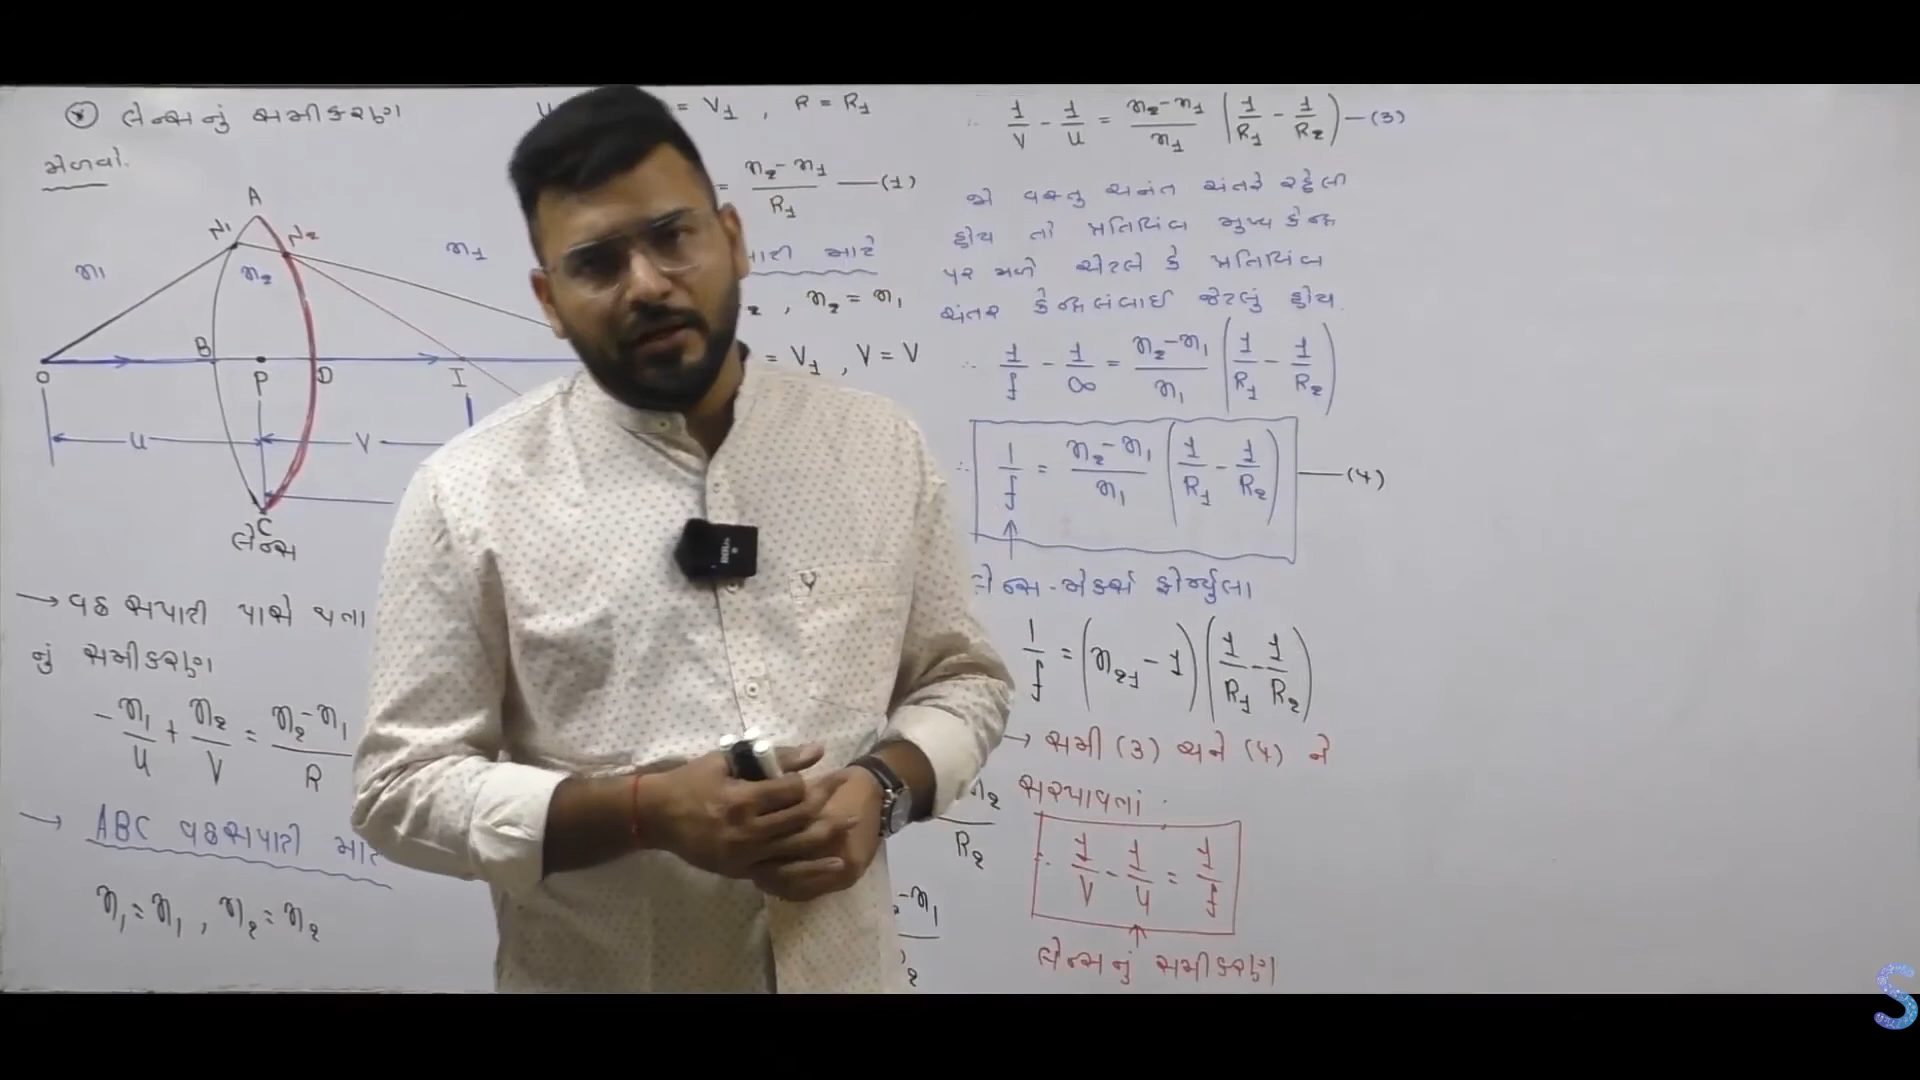 * લેન્સનું સમીકરણ
મેળવો.
A
N₁
N₂
n₁
n₂
n₁
B
O
P
D
I
u
v
C
લેન્સ
→ વક્રસપાટી પાસે થતા
નું સમીકરણ
-n₁/u + n₂/v = n₂-n₁/R
→ ABC વક્રસપાટી માટે
n₁ = n₁ , n₂ = n₂
u
= V₁ , R = R₁
= n₂-n₁/R₁ —(1)
માટે
, n₂ = n₁
= V₁ , V = V
R₂
∴ 1/v - 1/u = n₂-n₁/n₁ (1/R₁ - 1/R₂) —(3)
જો વસ્તુ અનંત અંતરે રહેલી
હોય તો પ્રતિબિંબ મુખ્ય કેન્દ્ર
પર મળે એટલે કે પ્રતિબિંબ
અંતર કેન્દ્રલંબાઈ જેટલું હોય.
∴ 1/f - 1/∞ = n₂-n₁/n₁ (1/R₁ - 1/R₂)
∴ 1/f = n₂-n₁/n₁ (1/R₁ - 1/R₂) —(4)
↑
લેન્સ-મેકર્સ ફોર્મ્યુલા
1/f = (n₂₁ - 1)(1/R₁ - 1/R₂)
→ સમી (3) અને (4) ને
સરખાવતાં
∴ 1/v - 1/u = 1/f
↑
લેન્સનું સમીકરણ
S